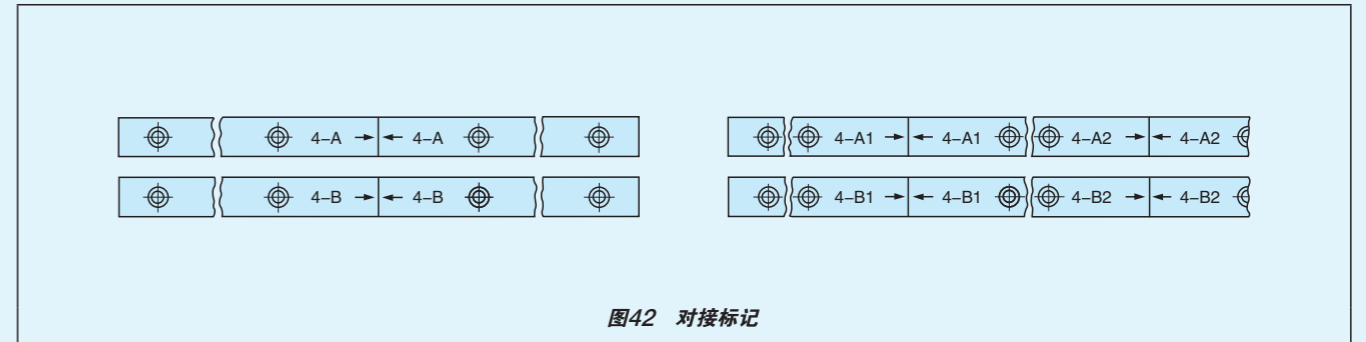 4–A → ← 4–A
4–A1 → ← 4–A1 4–A2 → ← 4–A2
4–B → ← 4–B
4–B1 → ← 4–B1 4–B2 → ← 4–B2
图42 对接标记